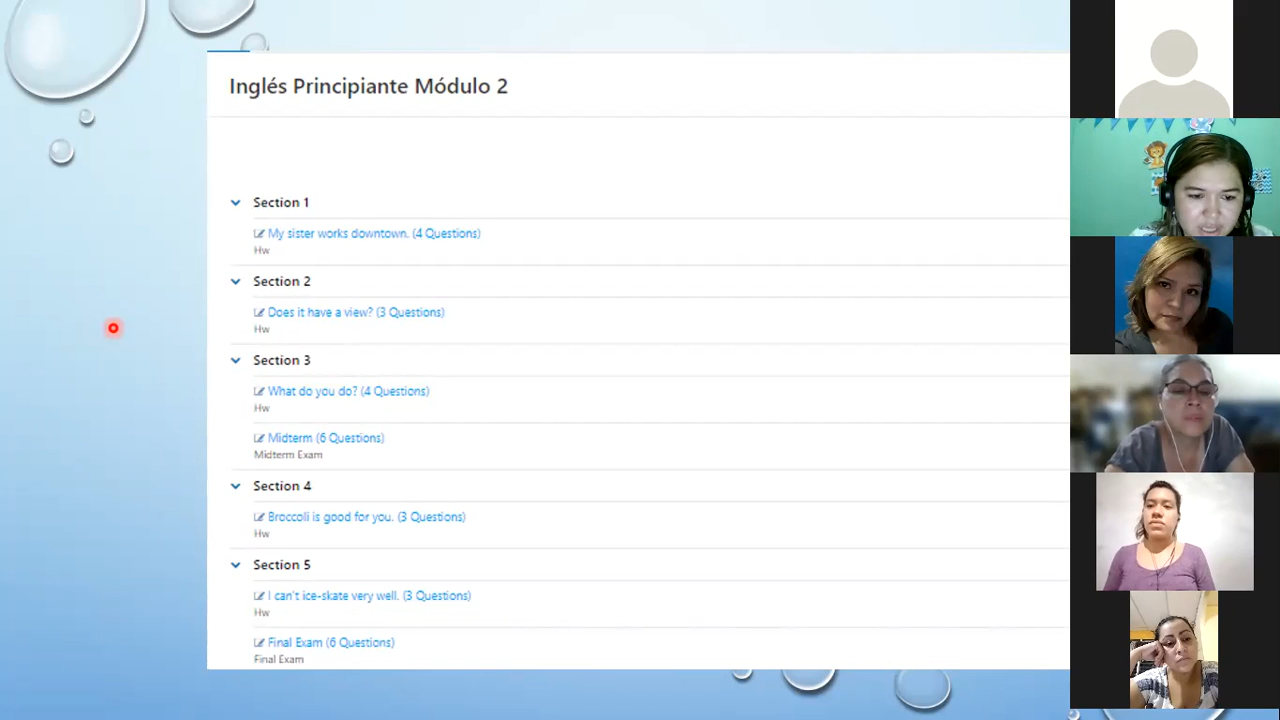 Inglés Principiante Módulo 2
Section 1
My sister works downtown. (4 Questions)
Hw
Section 2
Does it have a view? (3 Questions)
Hw
Section 3
What do you do? (4 Questions)
Hw
Midterm (6 Questions)
Midterm Exam
Section 4
Broccoli is good for you. (3 Questions)
Hw
Section 5
I can't ice-skate very well. (3 Questions)
Hw
Final Exam (6 Questions)
Final Exam